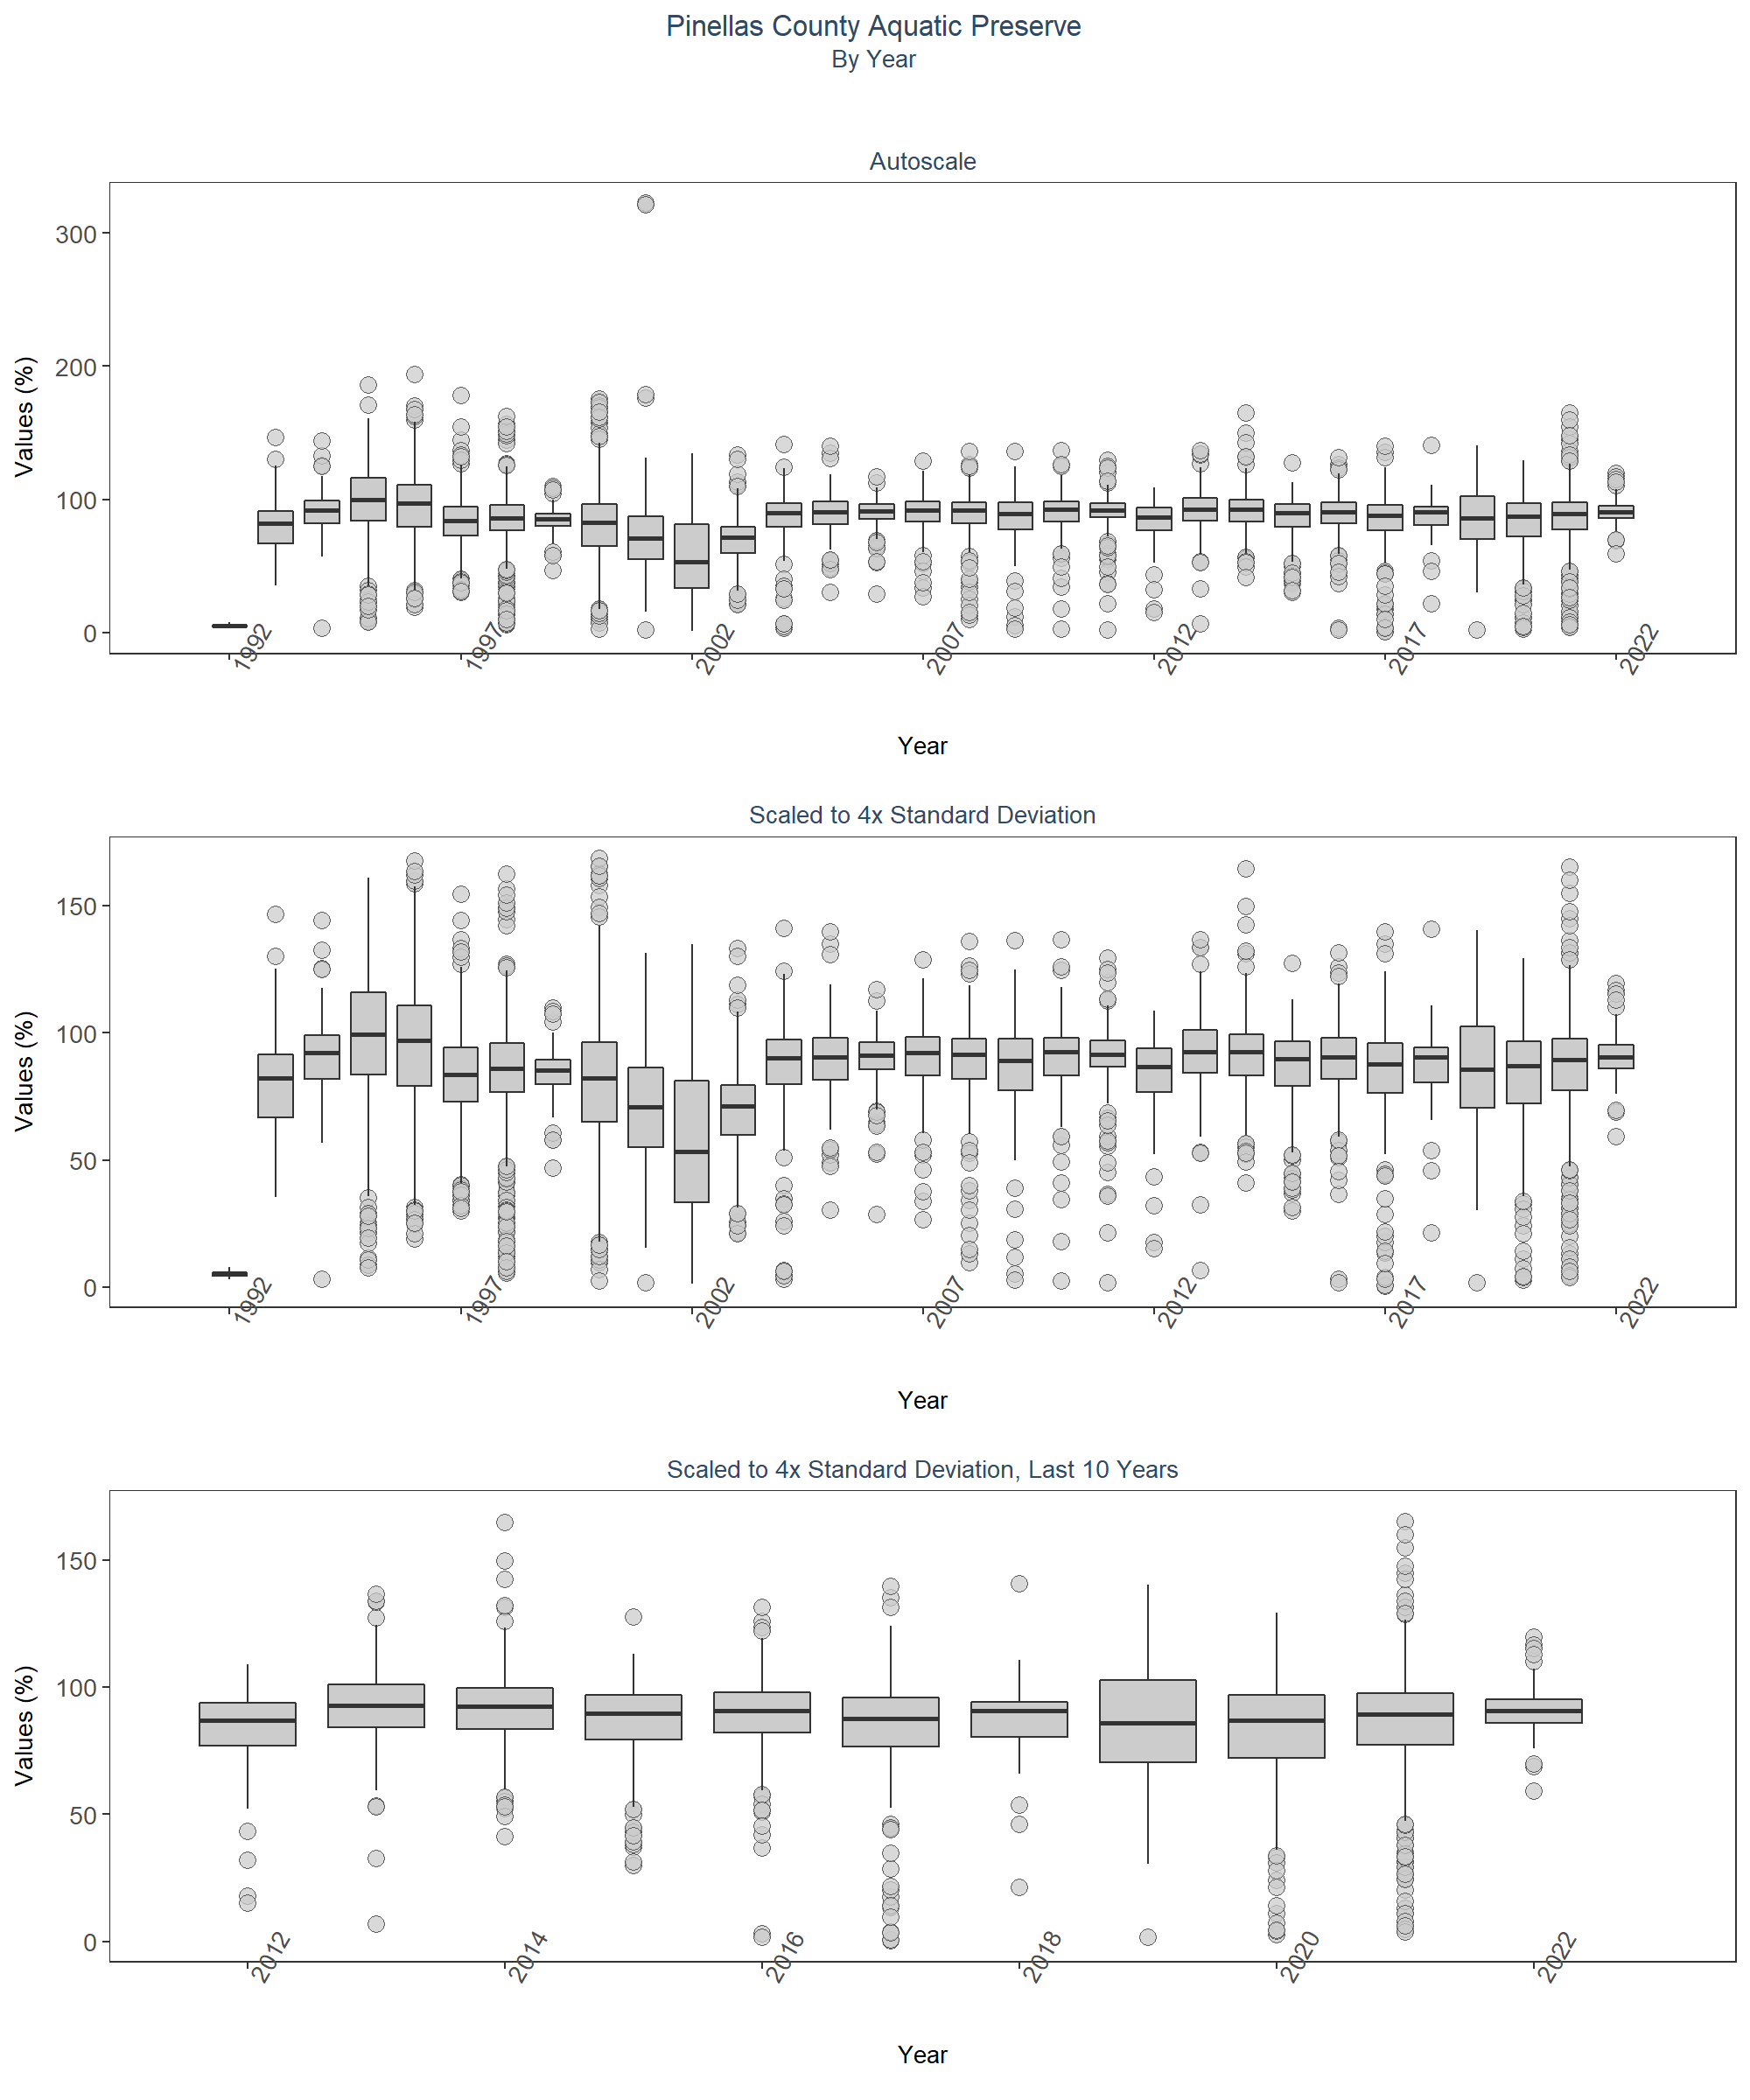 Pinellas County Aquatic Preserve
By Year
Autoscale
Values (%)
300
200
100
0
1992
1997
2002
2007
2012
2017
2022
Year
Scaled to 4x Standard Deviation
Values (%)
150
100
50
0
1992
1997
2002
2007
2012
2017
2022
Year
Scaled to 4x Standard Deviation, Last 10 Years
Values (%)
150
100
50
0
2012
2014
2016
2018
2020
2022
Year